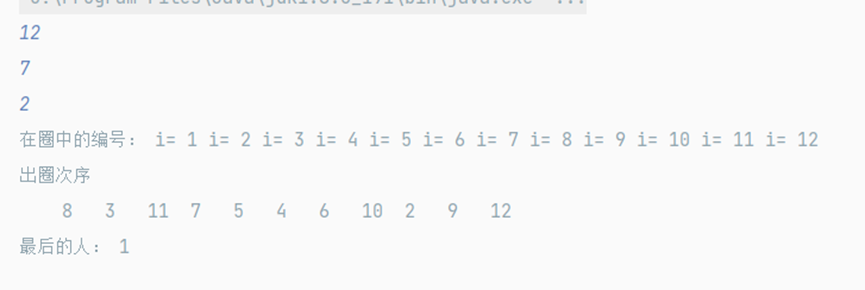 12
7
2
在圈中的编号： i= 1 i= 2 i= 3 i= 4 i= 5 i= 6 i= 7 i= 8 i= 9 i= 10 i= 11 i= 12
出圈次序
8 3 11 7 5 4 6 10 2 9 12
最后的人： 1